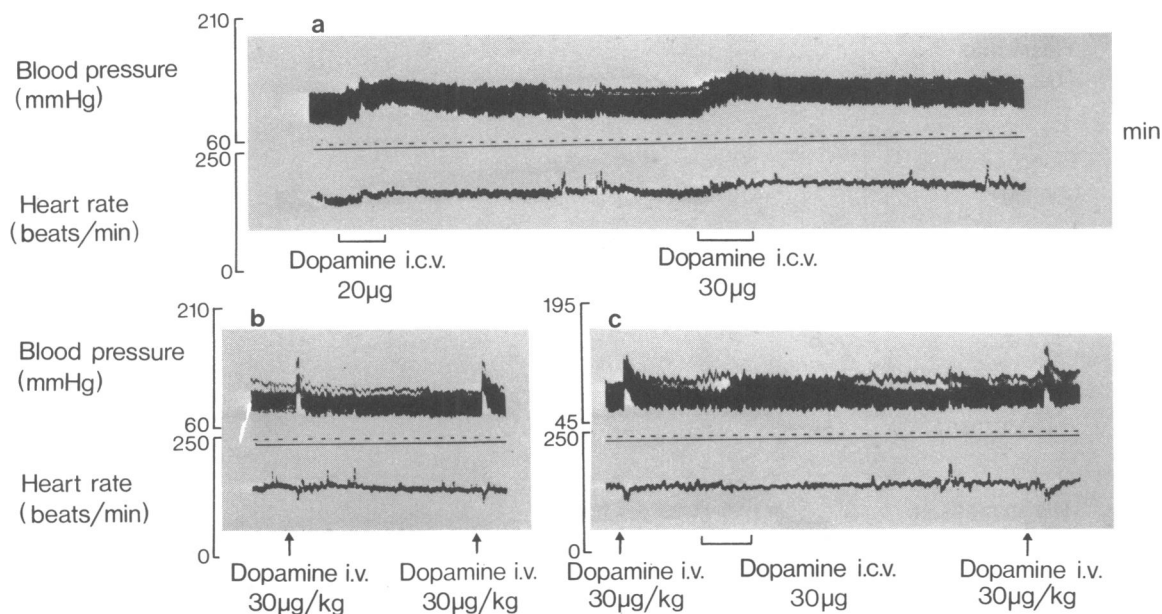 210
a
Blood pressure
(mmHg)
60
min
250
Heart rate
(beats/min)
0
Dopamine i.c.v.
20µg
Dopamine i.c.v.
30µg
210
b
Blood pressure
(mmHg)
60
250
Heart rate
(beats/min)
0
Dopamine i.v.
30µg/kg
Dopamine i.v.
30µg/kg
195
c
45
250
0
Dopamine i.v.
30µg/kg
Dopamine i.c.v.
30µg
Dopamine i.v.
30µg/kg